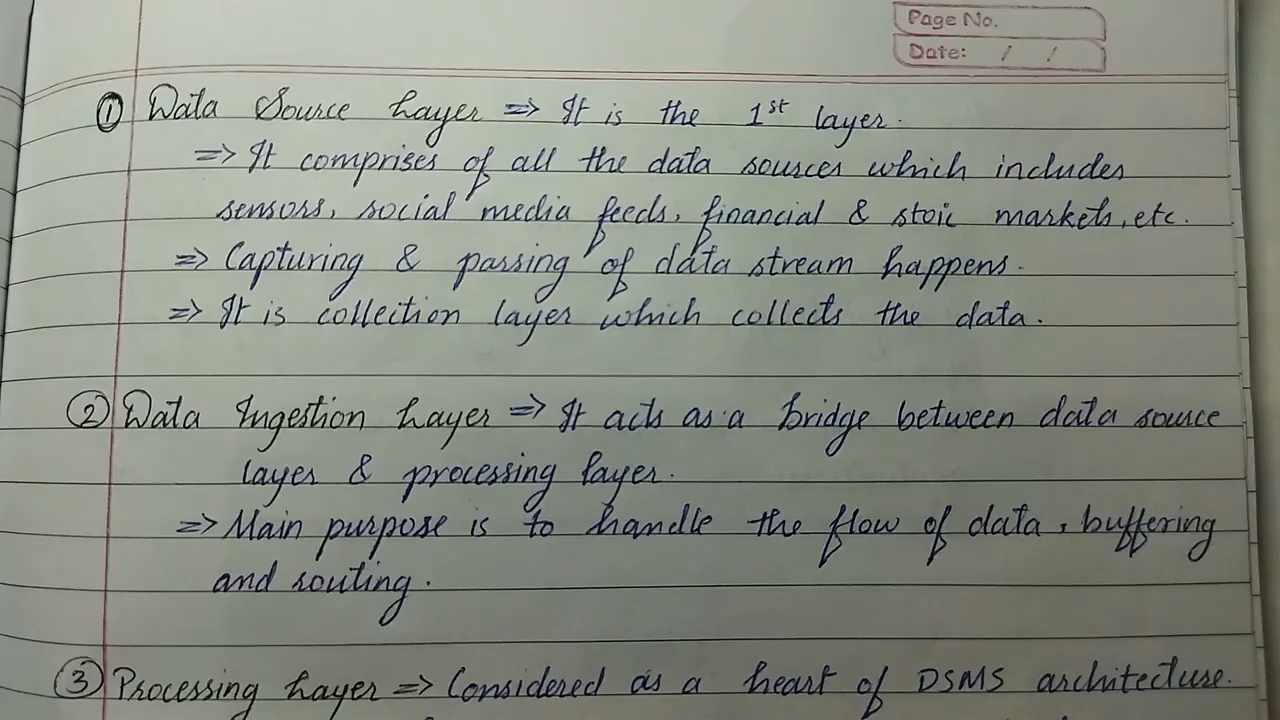 Page No.
Date: / /
① Data Source Layer => It is the 1st layer.
=> It comprises of all the data sources which includes
sensors, social media feeds, financial & stoic markets, etc.
=> Capturing & passing of data stream happens.
=> It is collection layer which collects the data.
② Data Ingestion Layer => It acts as a bridge between data source
layer & processing layer.
=> Main purpose is to handle the flow of data, buffering
and routing.
③ Processing Layer => Considered as a heart of DSMS architecture.